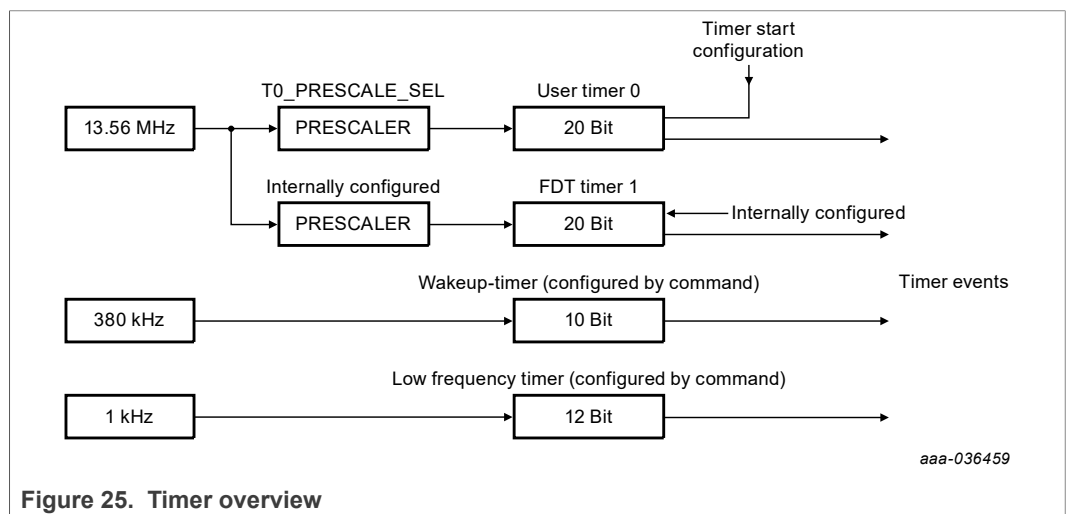 Timer start
configuration
T0_PRESCALE_SEL
User timer 0
13.56 MHz
PRESCALER
20 Bit
Internally configured
FDT timer 1
PRESCALER
20 Bit
Internally configured
Wakeup-timer (configured by command)
Timer events
380 kHz
10 Bit
Low frequency timer (configured by command)
1 kHz
12 Bit
aaa-036459
Figure 25. Timer overview